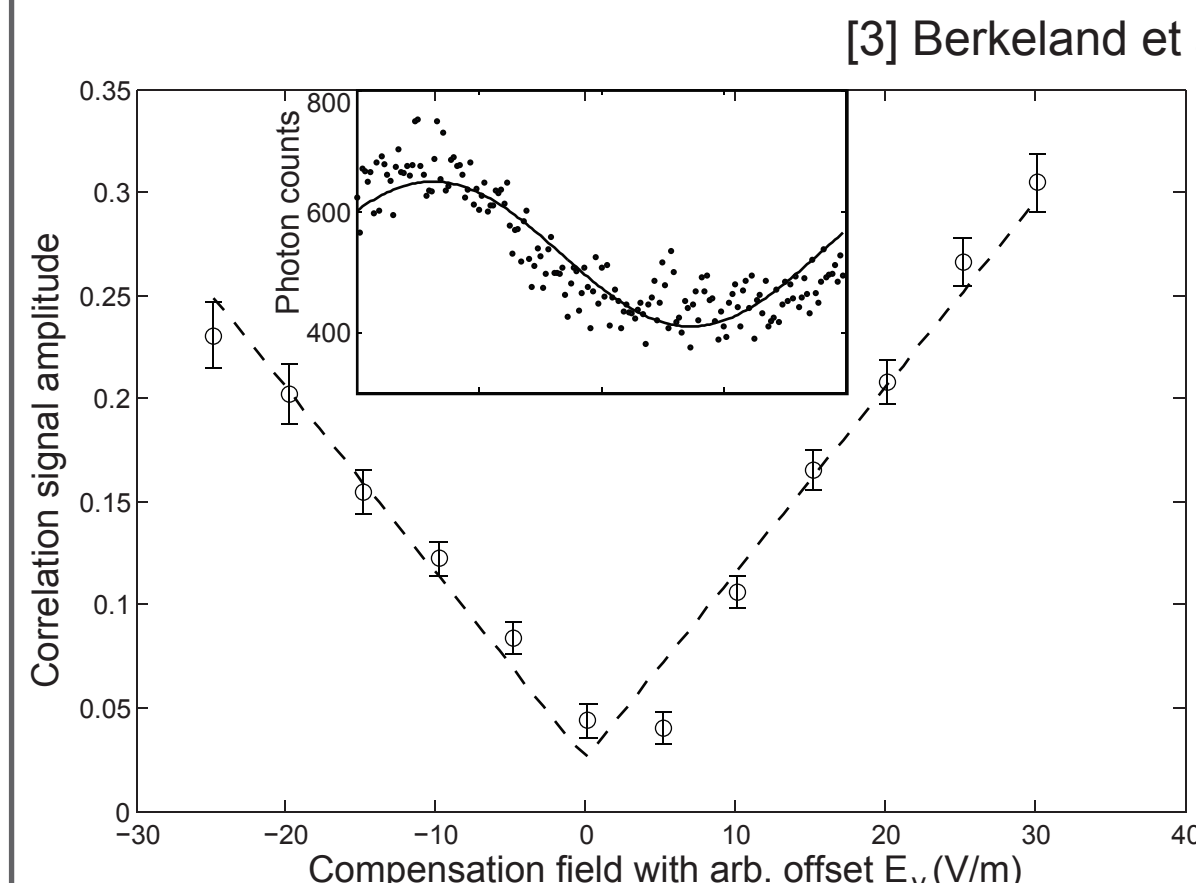 [3] Berkeland et
0.35
0.3
0.25
0.2
0.15
0.1
0.05
0
Correlation signal amplitude
800
600
400
Photon counts
−30 −20 −10 0 10 20 30 40
Compensation field with arb. offset E (V/m)